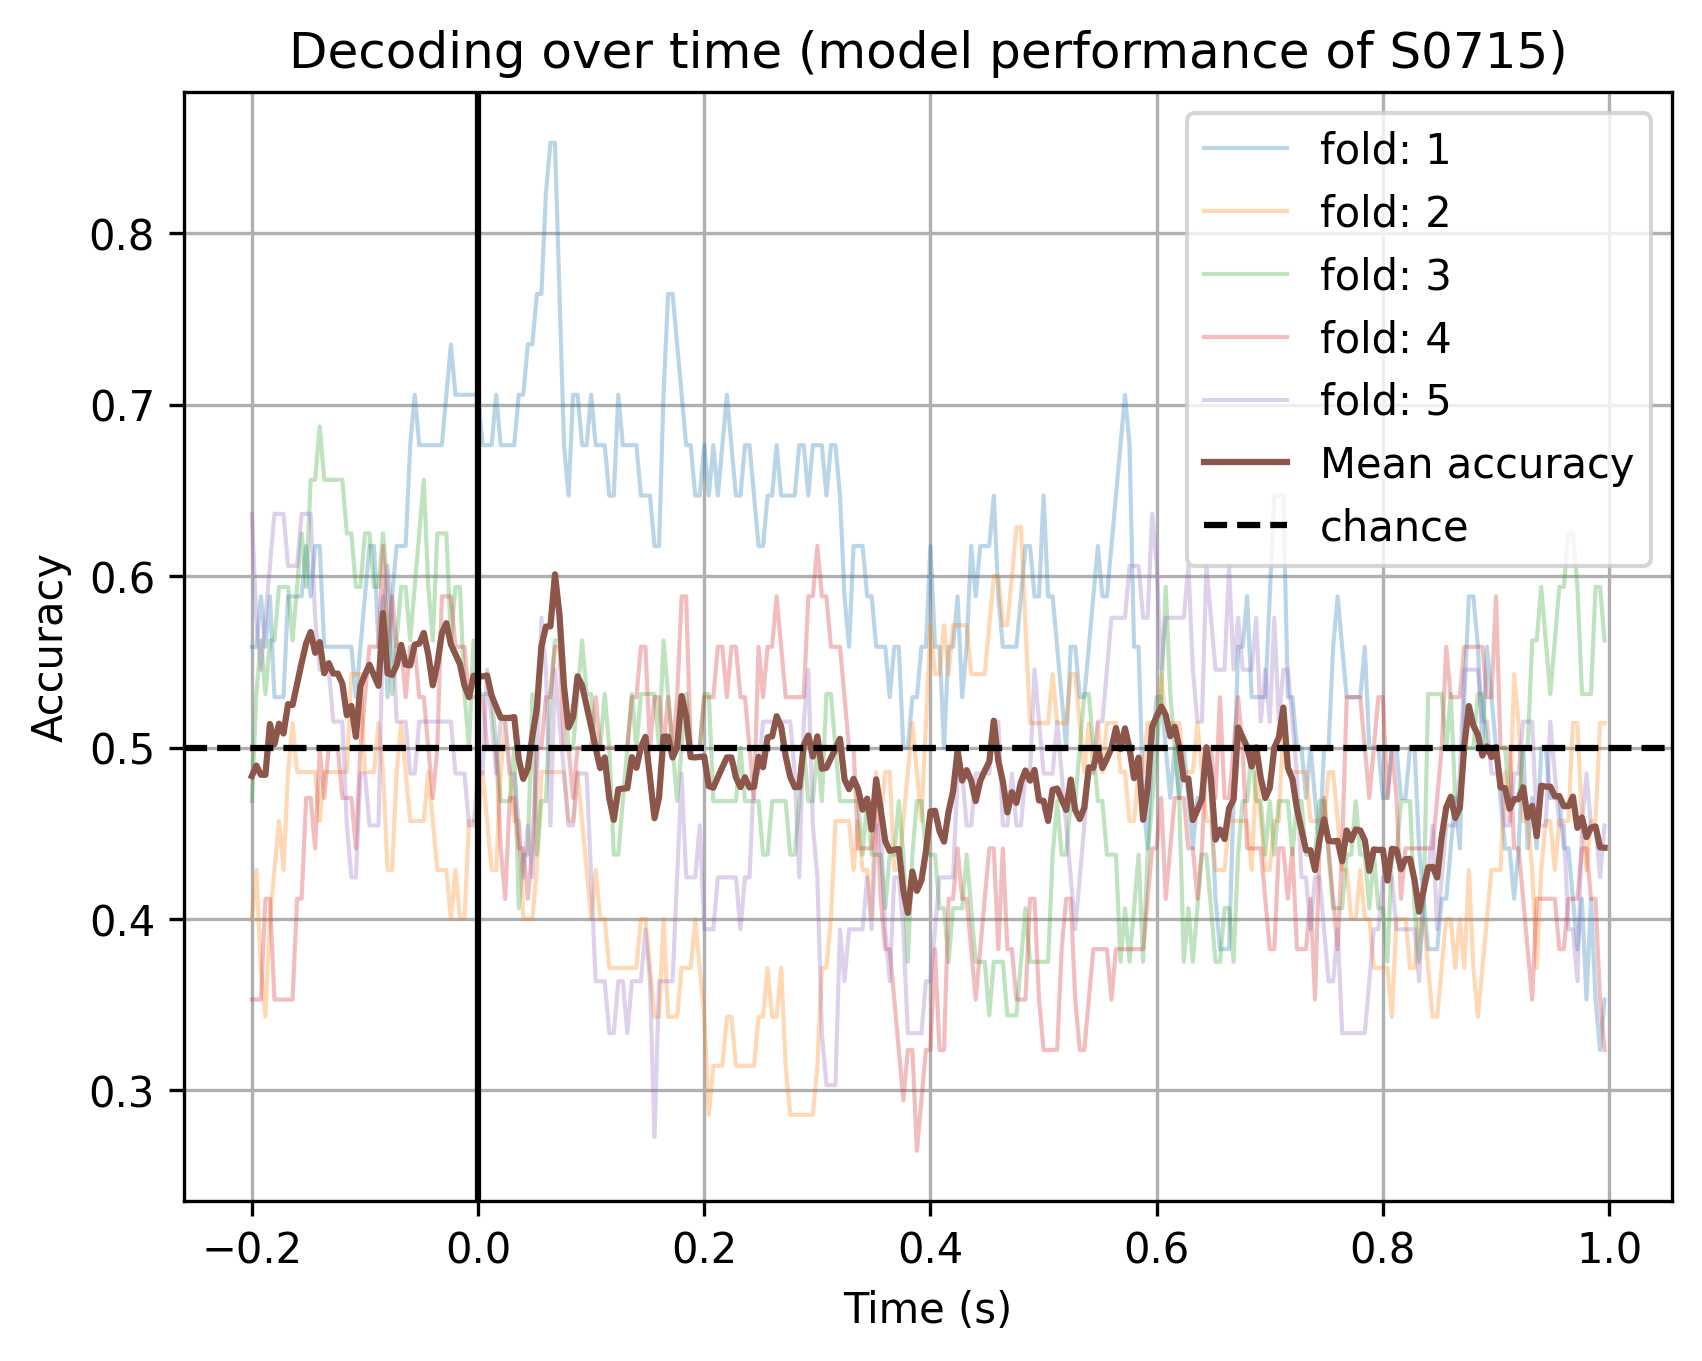 Decoding over time (model performance of S0715)
fold: 1
fold: 2
fold: 3
fold: 4
fold: 5
Mean accuracy
chance
Accuracy
0.8
0.7
0.6
0.5
0.4
0.3
−0.2 0.0 0.2 0.4 0.6 0.8 1.0
Time (s)